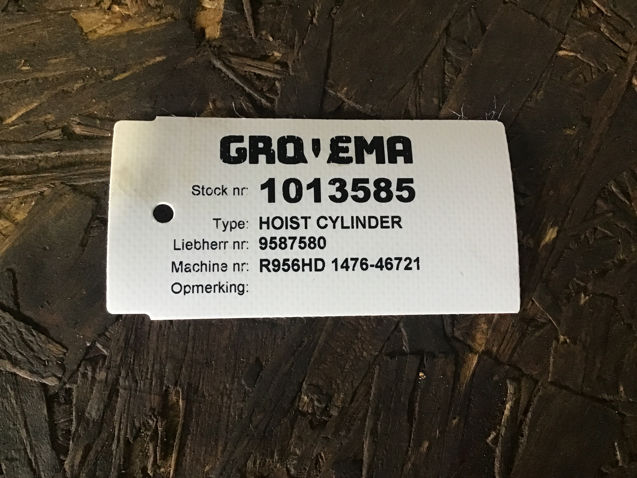 GROVEMA
Stock nr: 1013585
Type: HOIST CYLINDER
Liebherr nr: 9587580
Machine nr: R956HD 1476-46721
Opmerking: